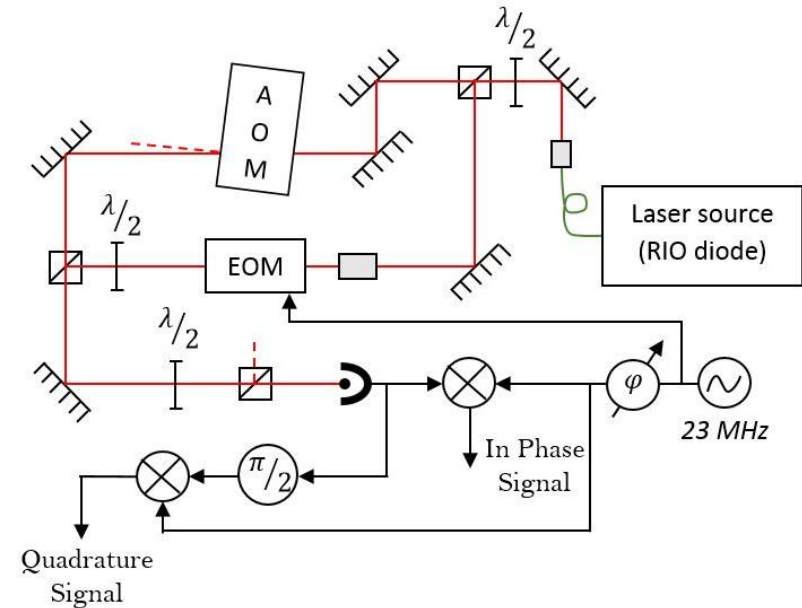 λ/2
A
O
M
Laser source
(RIO diode)
λ/2
EOM
λ/2
φ
23 MHz
In Phase
Signal
π/2
Quadrature
Signal